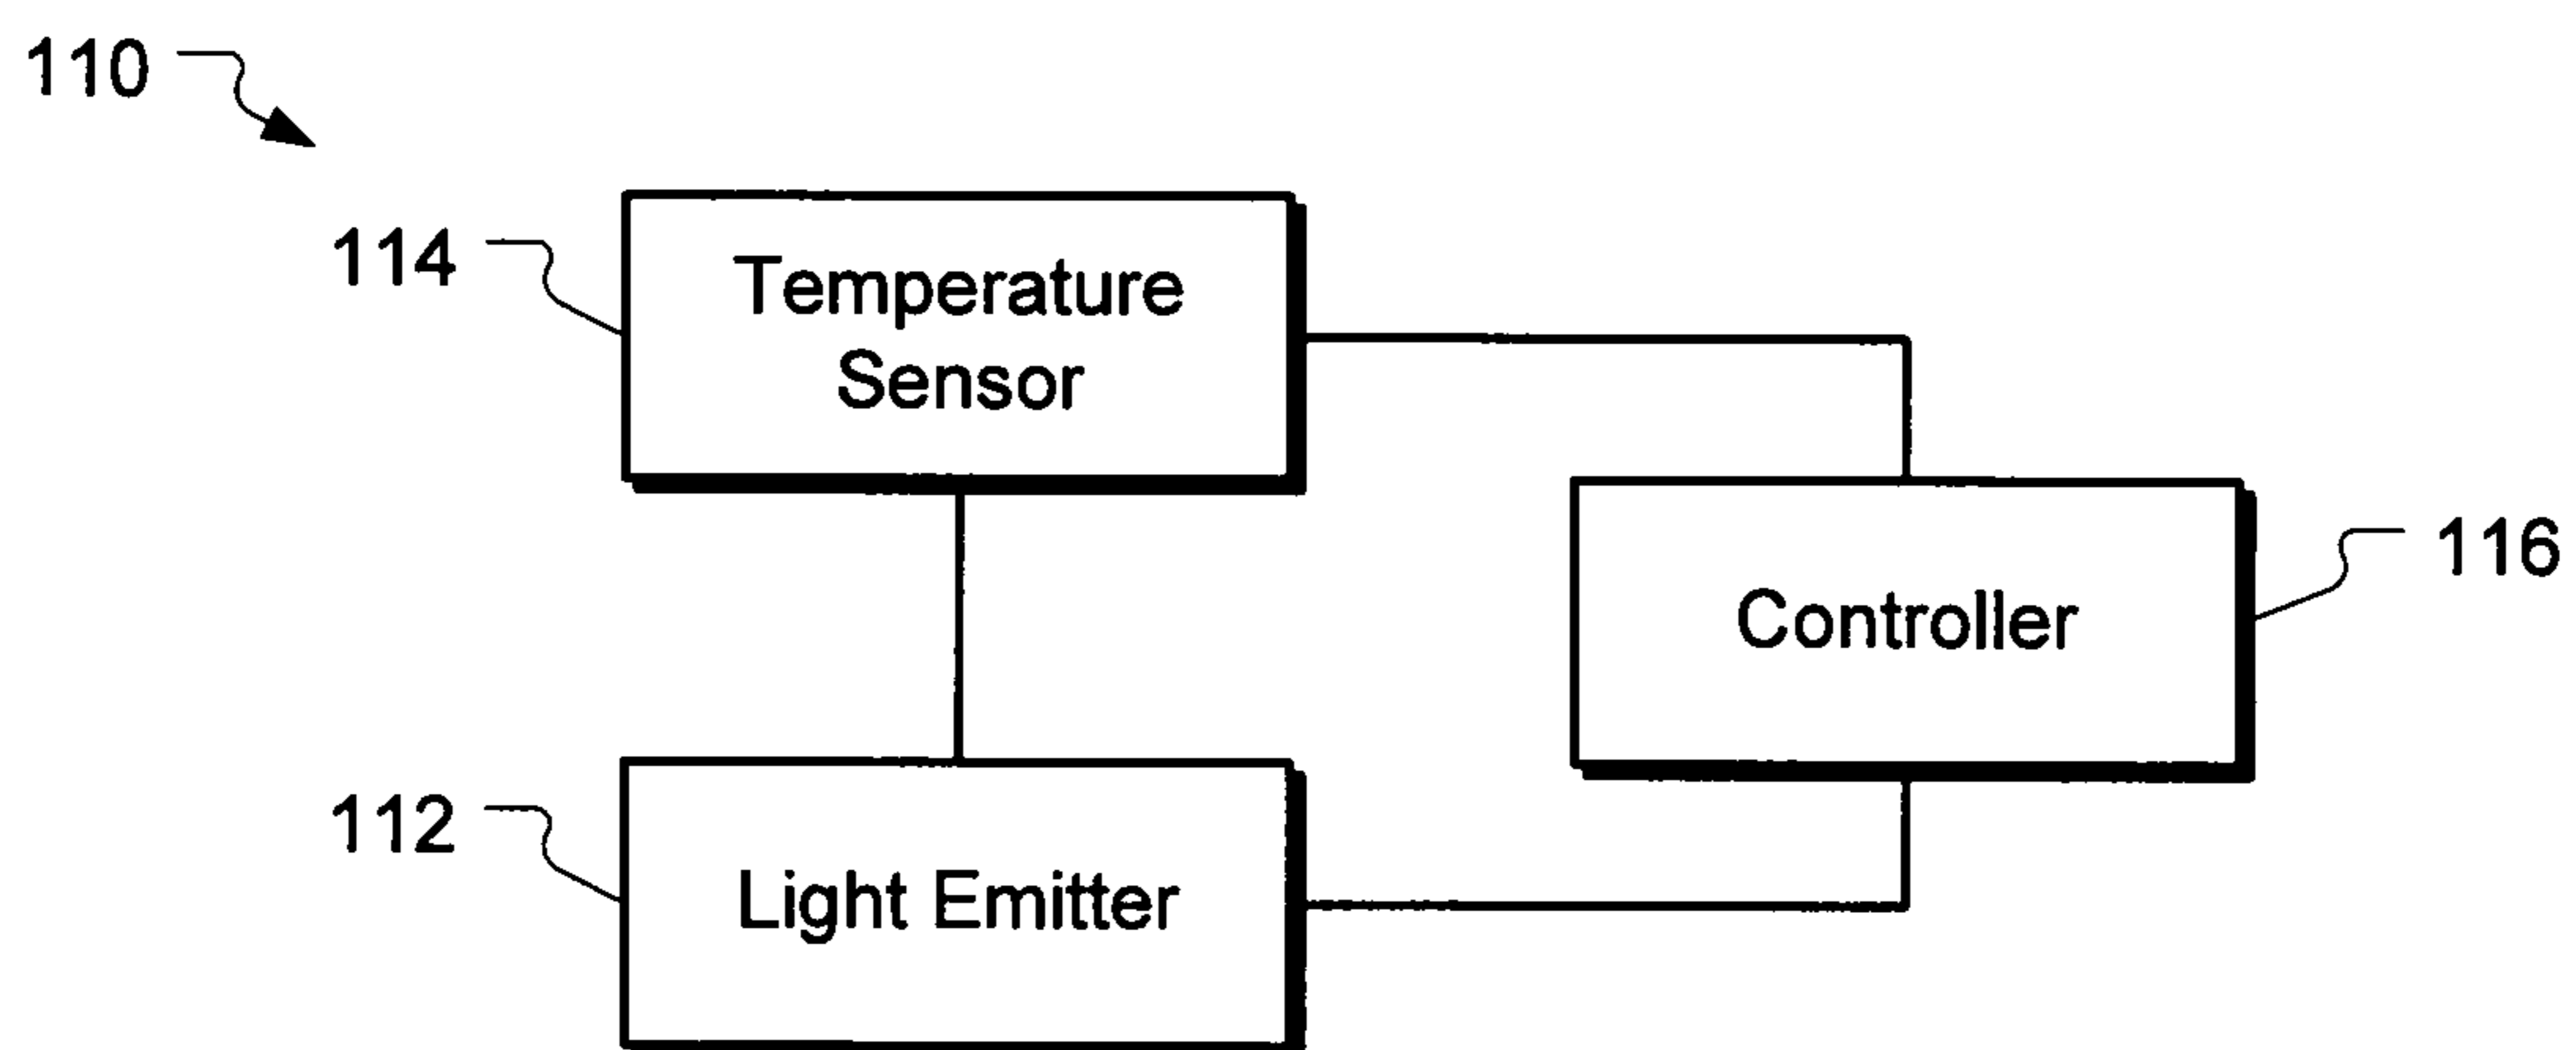 110
114
Temperature
Sensor
Controller
116
112
Light Emitter